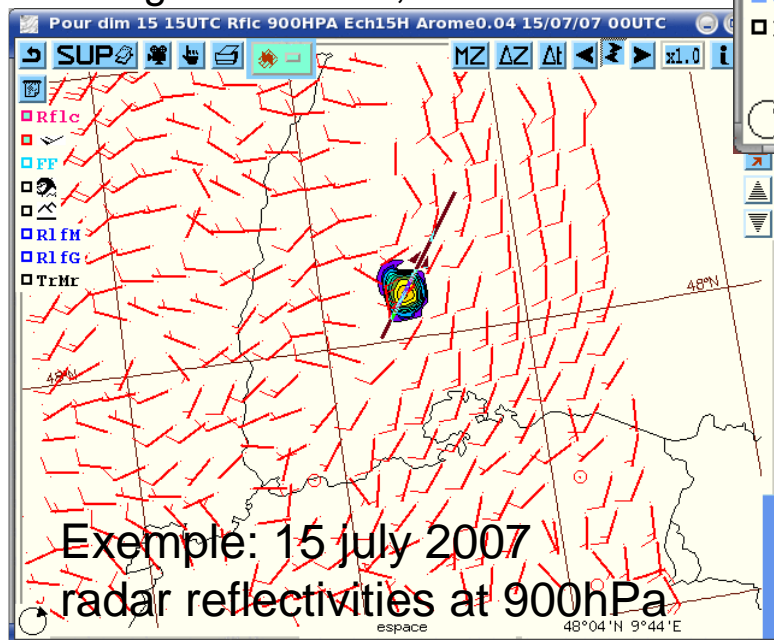 Pour dim 15 15UTC Rflc 900HPA Ech15H Arome0.04 15/07/07 00UTC
SUP MZ ΔZ Δt x1.0 i
Rflc
FF
RlfM
RlfG
TrMr
48°N
48°N
Exemple: 15 july 2007
radar reflectivities at 900hPa
espace 48°04'N 9°44'E